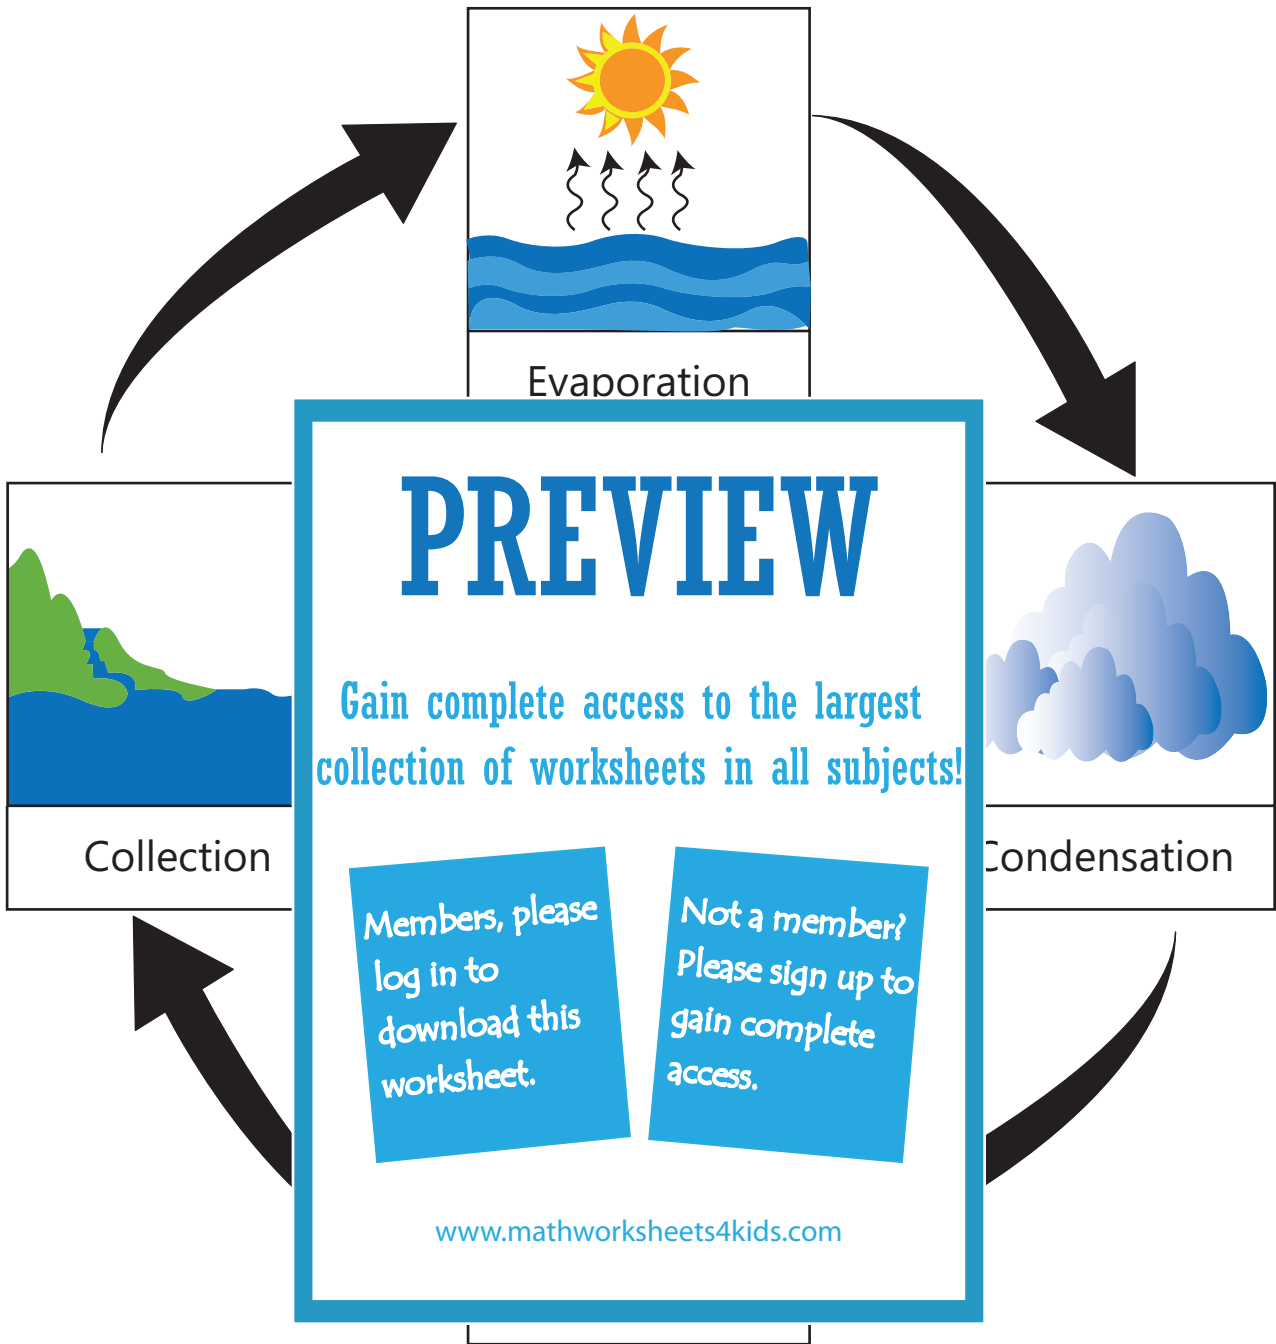 Evaporation
PREVIEW
Gain complete access to the largest
collection of worksheets in all subjects!
Collection
Condensation
Members, please
log in to
download this
worksheet.
Not a member?
Please sign up to
gain complete
access.
www.mathworksheets4kids.com